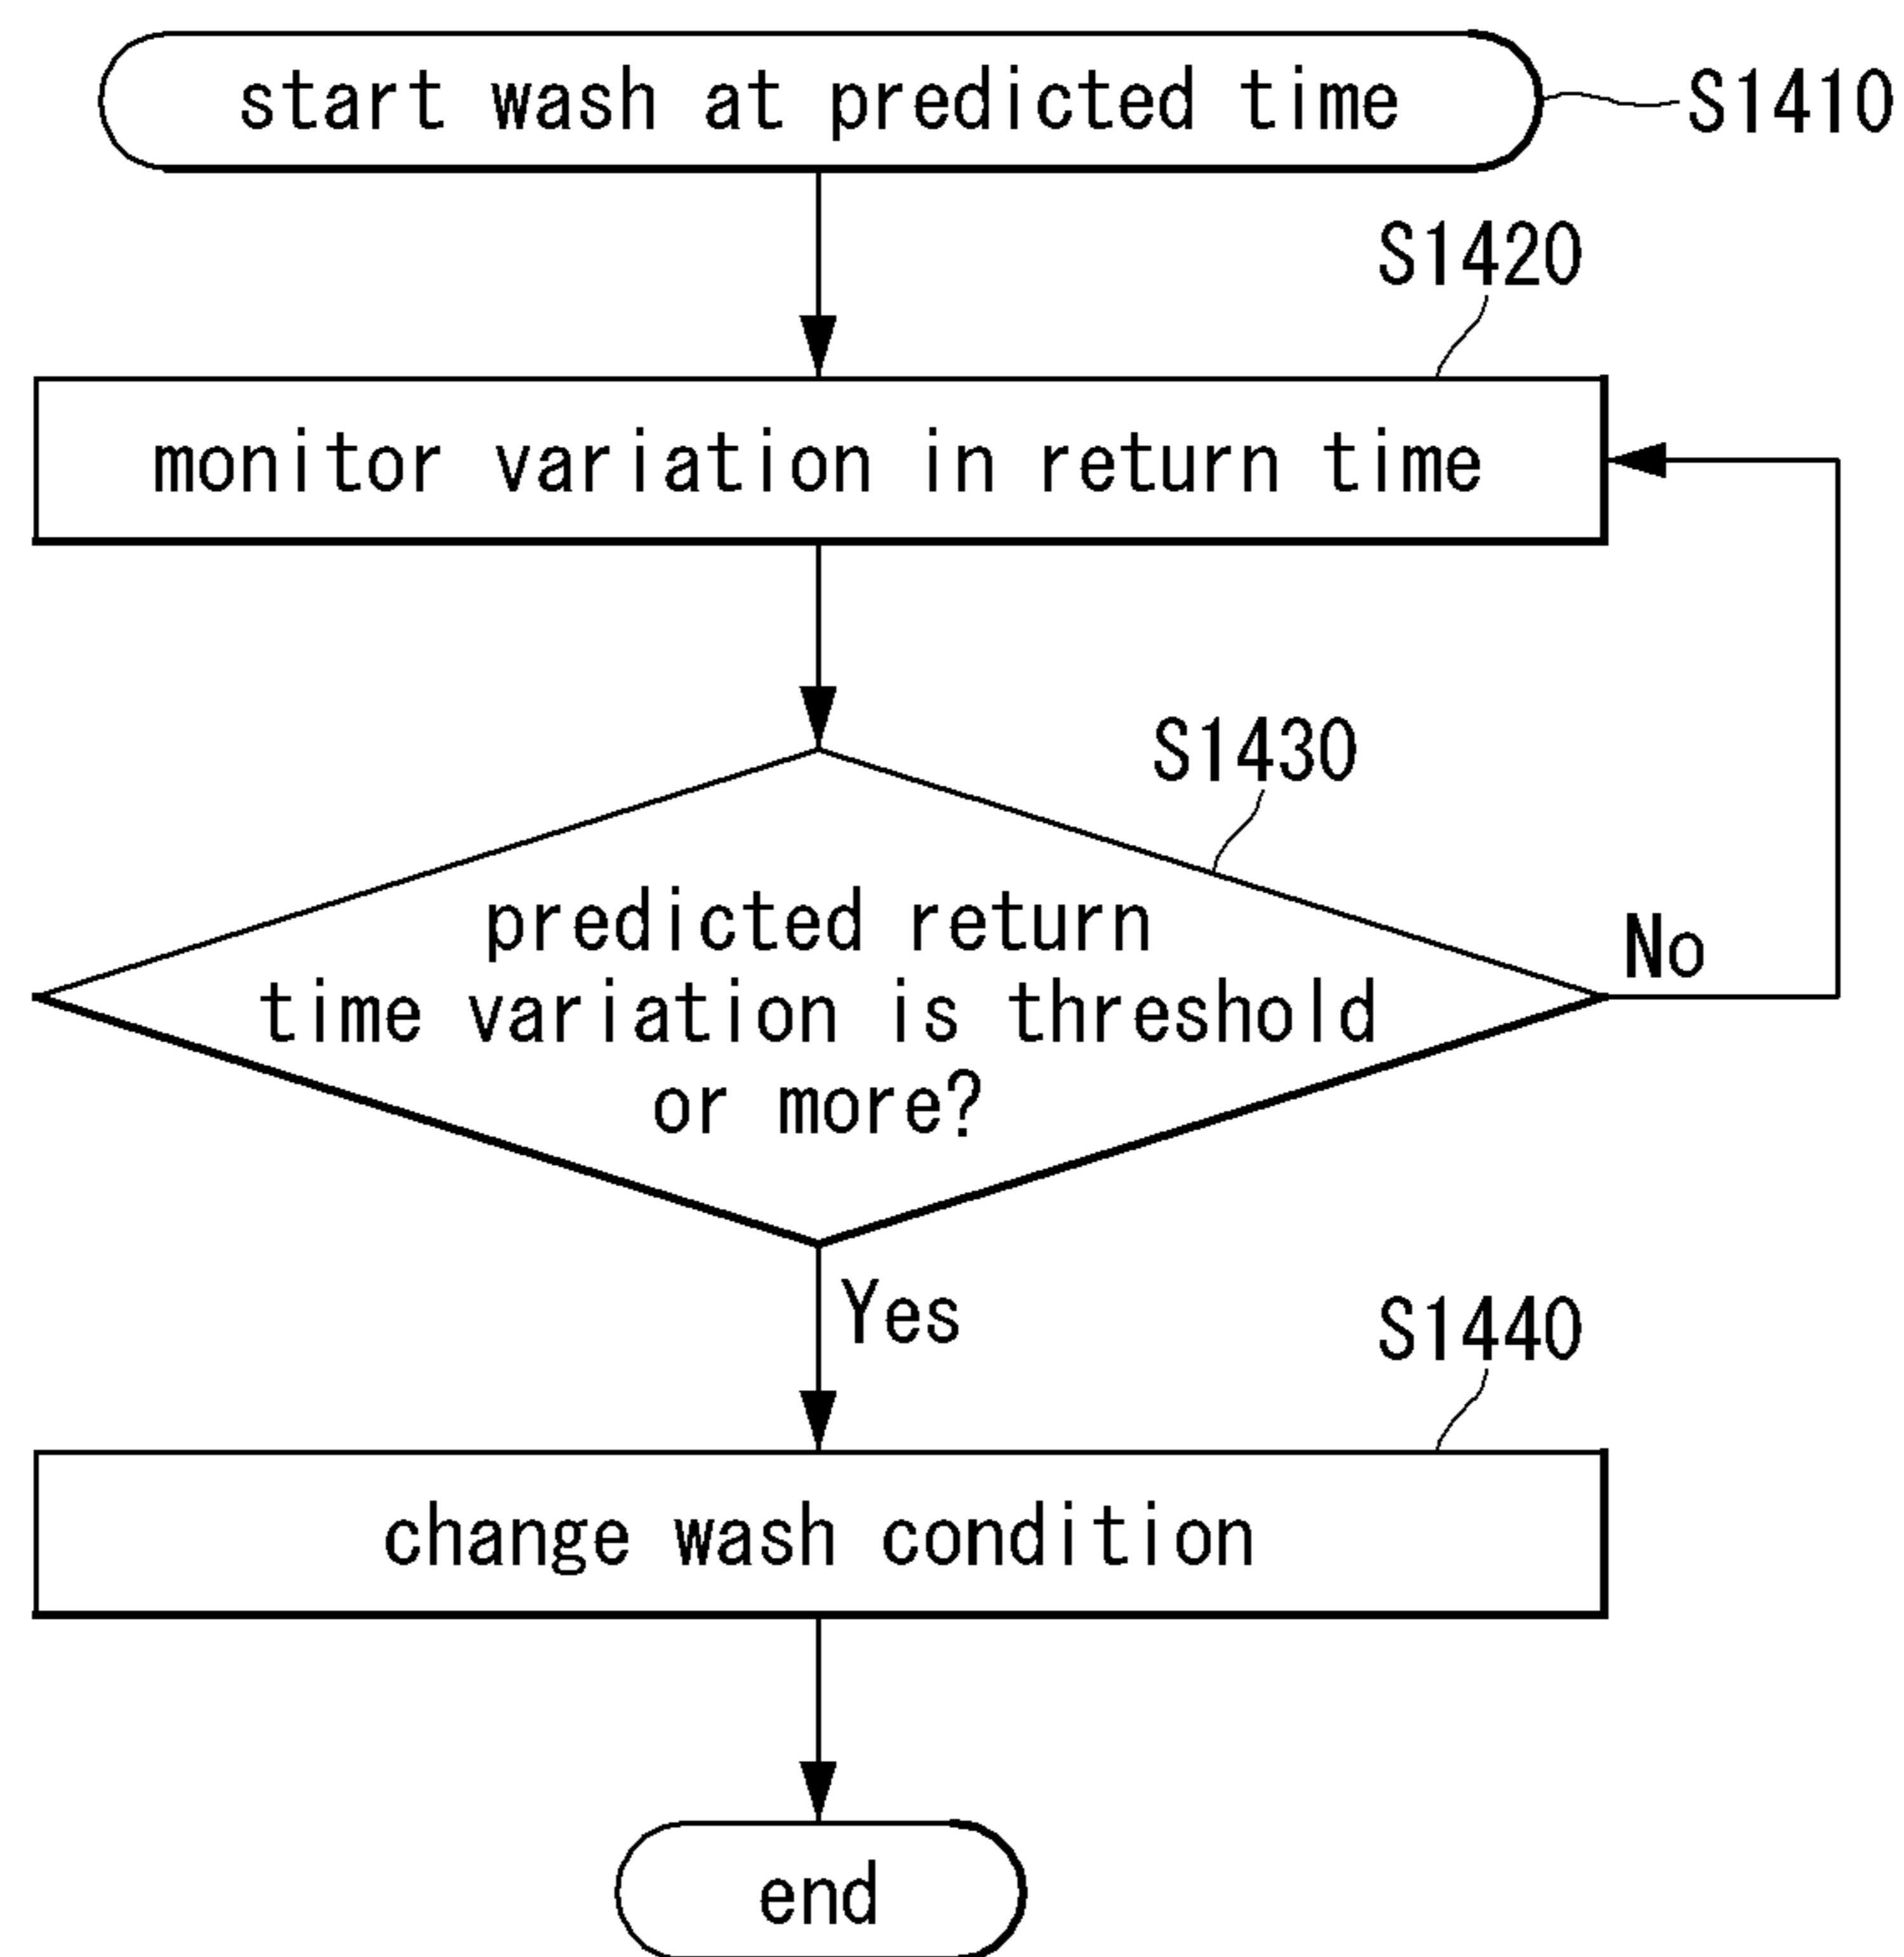 start wash at predicted time
S1410
S1420
monitor variation in return time
S1430
predicted return
time variation is threshold
or more?
No
Yes
S1440
change wash condition
end